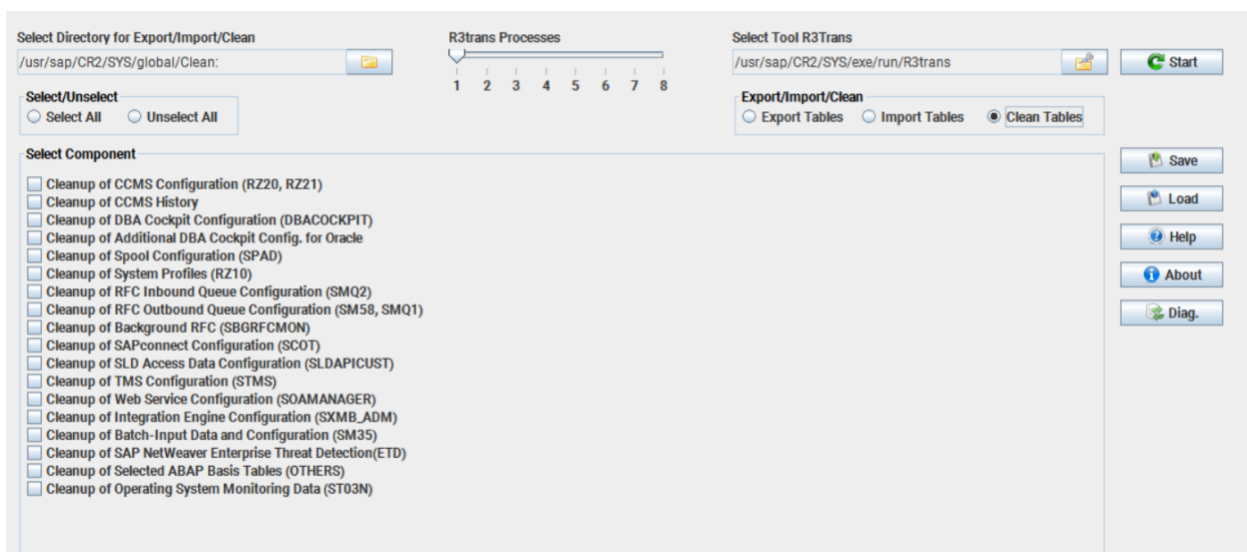 Select Directory for Export/Import/Clean
R3trans Processes
Select Tool R3Trans
/usr/sap/CR2/SYS/global/Clean:
/usr/sap/CR2/SYS/exe/run/R3trans
Start
1 2 3 4 5 6 7 8
Select/Unselect
Select All Unselect All
Export/Import/Clean
Export Tables Import Tables Clean Tables
Select Component
Save
Load
Help
About
Diag.
Cleanup of CCMS Configuration (RZ20, RZ21)
Cleanup of CCMS History
Cleanup of DBA Cockpit Configuration (DBACOCKPIT)
Cleanup of Additional DBA Cockpit Config. for Oracle
Cleanup of Spool Configuration (SPAD)
Cleanup of System Profiles (RZ10)
Cleanup of RFC Inbound Queue Configuration (SMQ2)
Cleanup of RFC Outbound Queue Configuration (SM58, SMQ1)
Cleanup of Background RFC (SBGRFCMON)
Cleanup of SAPconnect Configuration (SCOT)
Cleanup of SLD Access Data Configuration (SLDAPICUST)
Cleanup of TMS Configuration (STMS)
Cleanup of Web Service Configuration (SOAMANAGER)
Cleanup of Integration Engine Configuration (SXMB_ADM)
Cleanup of Batch-Input Data and Configuration (SM35)
Cleanup of SAP NetWeaver Enterprise Threat Detection(ETD)
Cleanup of Selected ABAP Basis Tables (OTHERS)
Cleanup of Operating System Monitoring Data (ST03N)